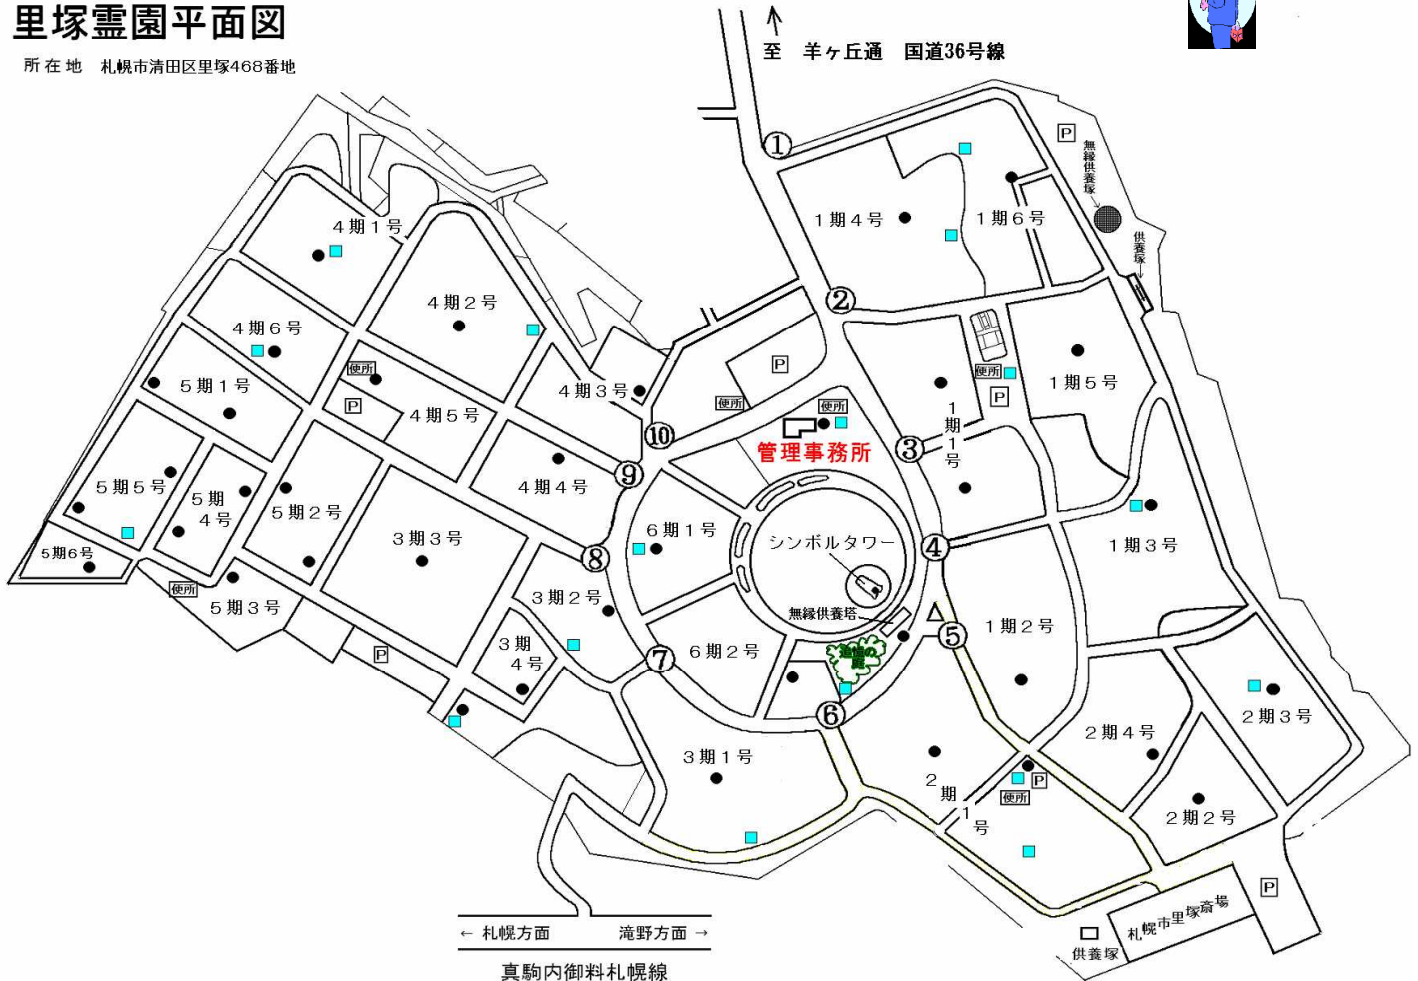 里塚霊園平面図
所在地 札幌市清田区里塚468番地
至 羊ヶ丘通 国道36号線
①
P
無縁供養塚
供養塚
1期4号
1期6号
②
4期1号
4期2号
4期6号
4期3号
5期1号
便所
P
4期5号
P
便所
便所
管理事務所
便所
P
1期5号
1期1号
③
⑩
⑨
4期4号
5期5号
5期4号
5期2号
3期3号
⑧
6期1号
シンボルタワー
④
1期3号
5期6号
便所
5期3号
3期2号
無縁供養塔
⑤
1期2号
P
3期4号
⑦
6期2号
追憶の庭
⑥
3期1号
2期1号
P
便所
2期4号
2期3号
2期2号
P
札幌市里塚斎場
供養塚
← 札幌方面 滝野方面 →
真駒内御料札幌線